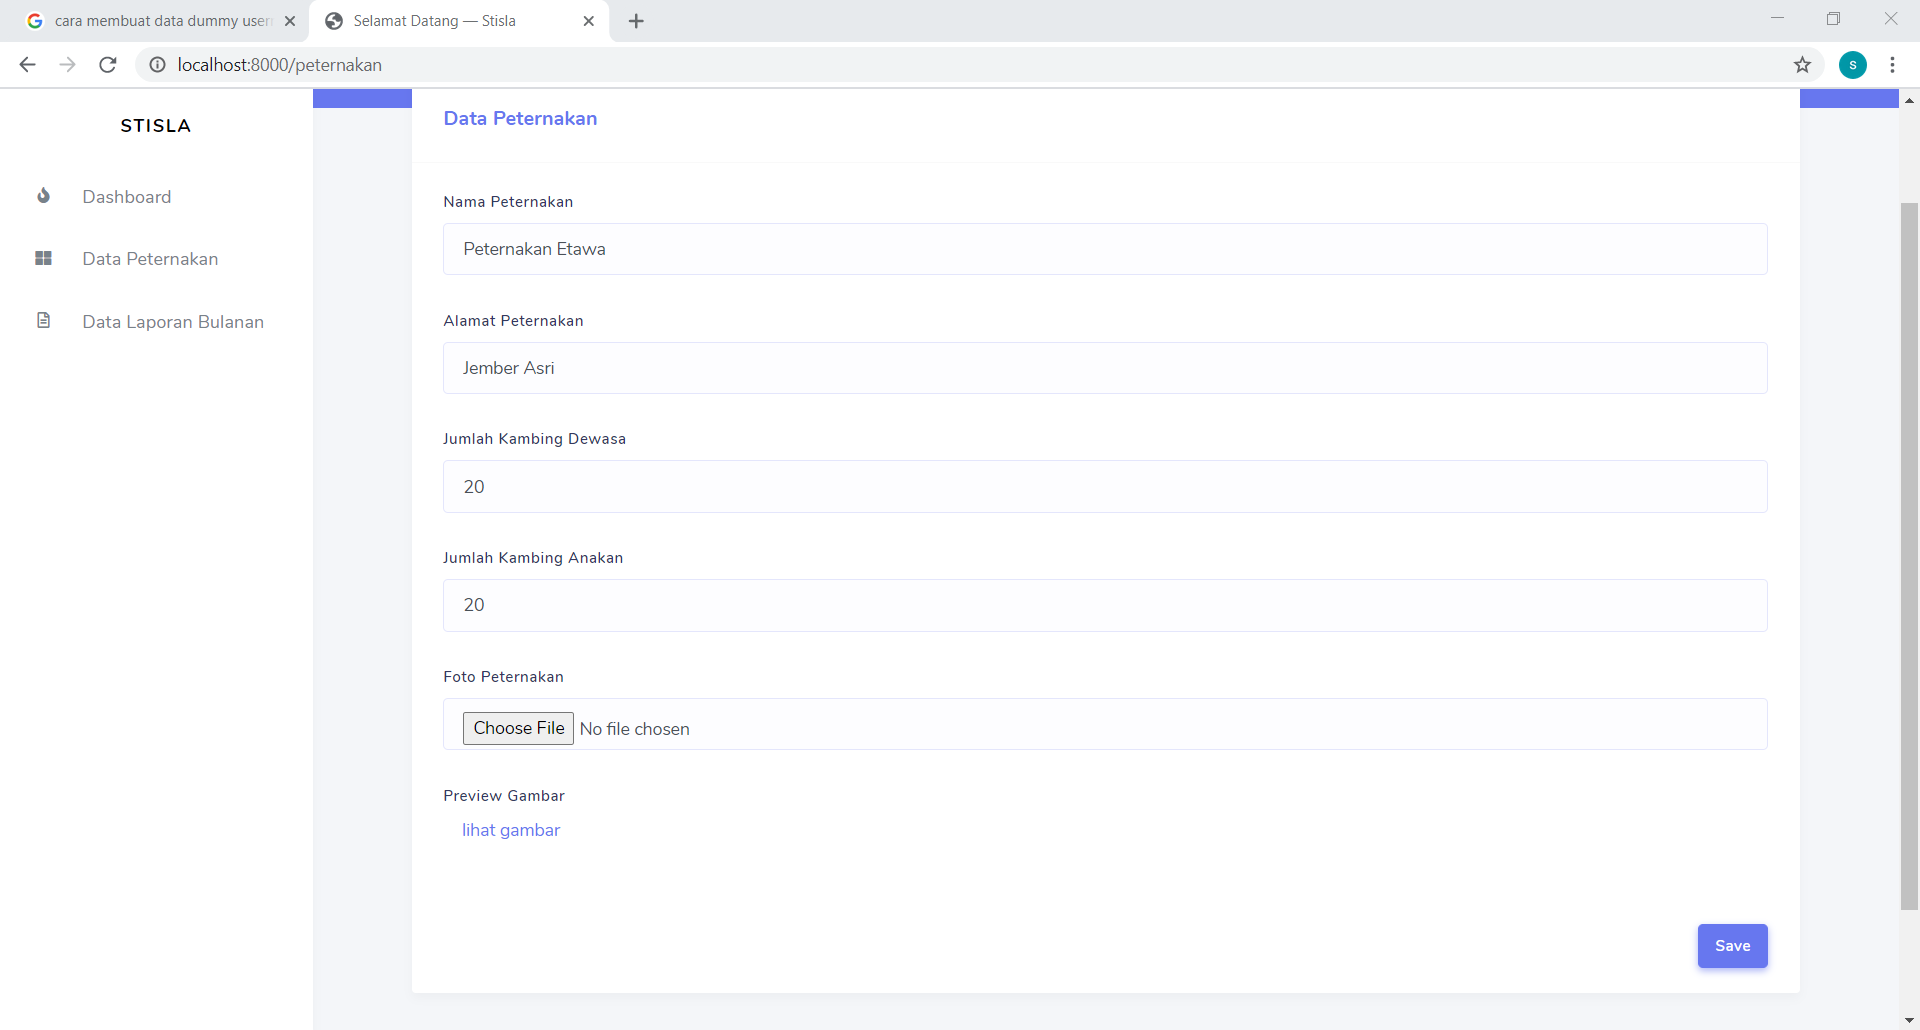 cara membuat data dummy user
Selamat Datang — Stisla
localhost:8000/peternakan
s
STISLA
Dashboard
Data Peternakan
Data Laporan Bulanan
Data Peternakan
Nama Peternakan
Peternakan Etawa
Alamat Peternakan
Jember Asri
Jumlah Kambing Dewasa
20
Jumlah Kambing Anakan
20
Foto Peternakan
Choose File No file chosen
Preview Gambar
lihat gambar
Save